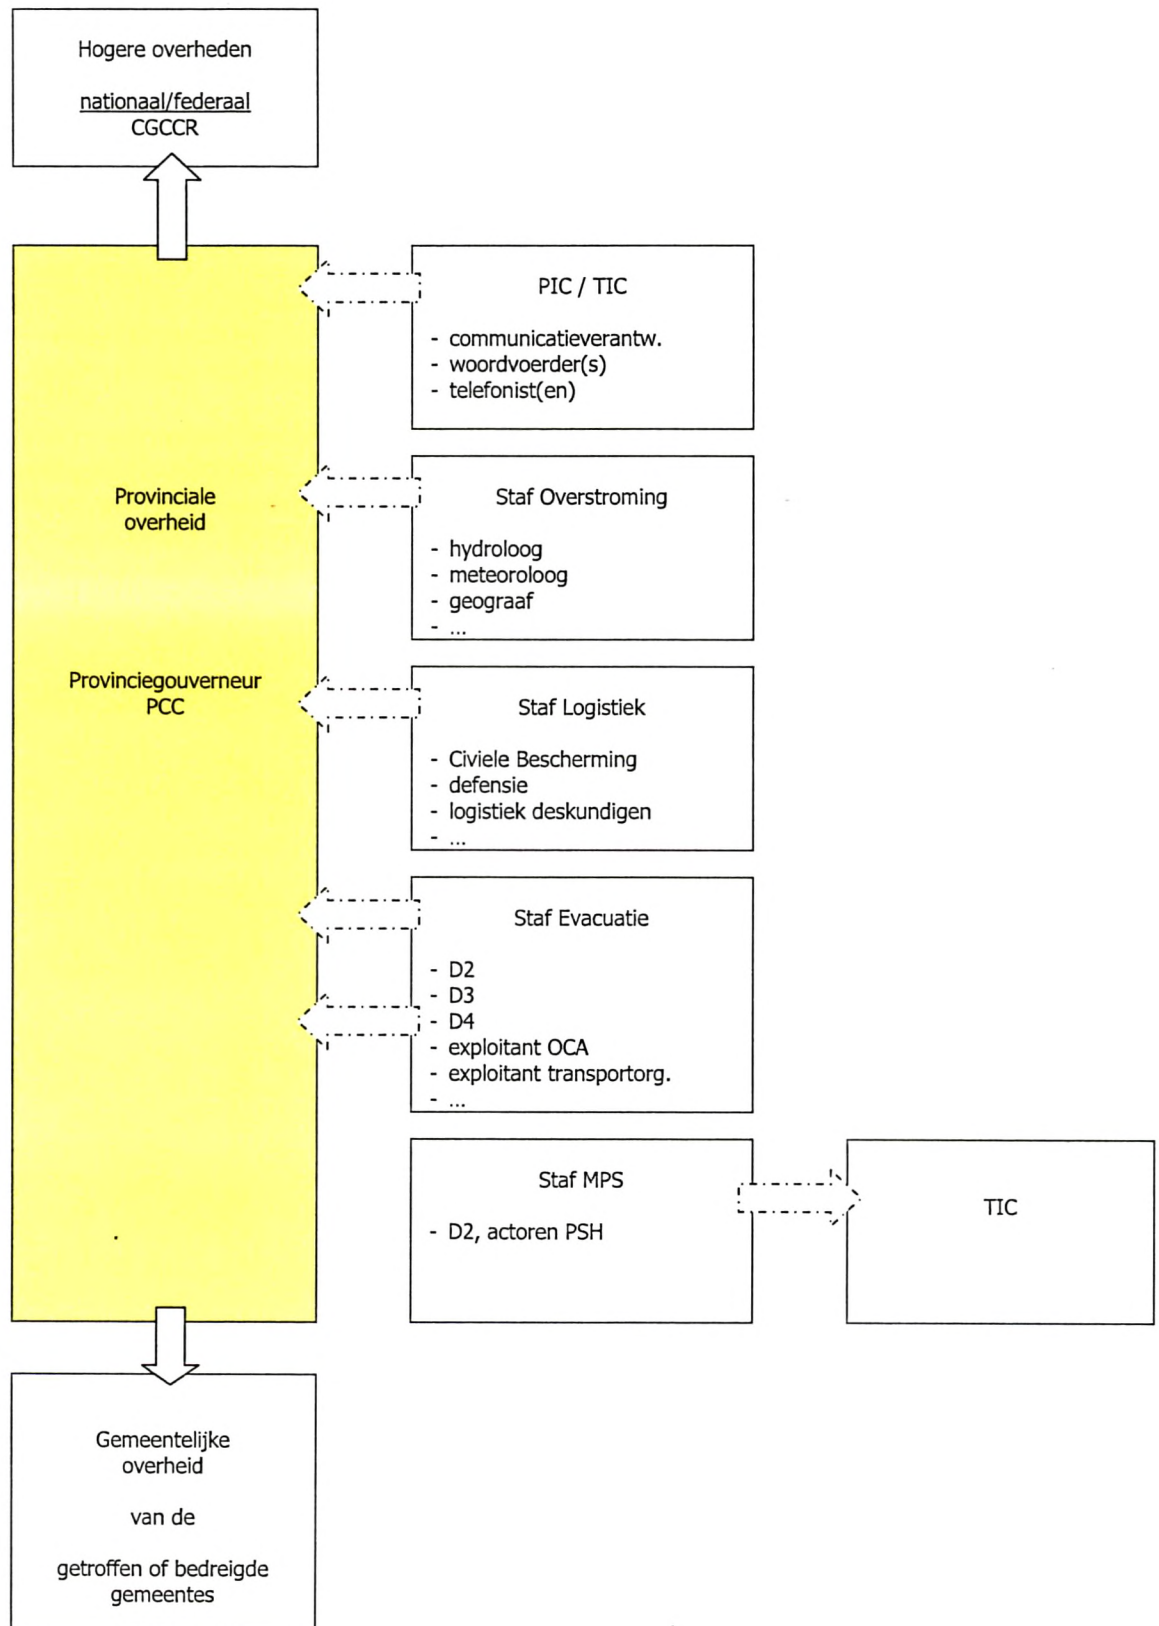 Hogere overheden
nationaal/federaal
CGCCR
Provinciale
overheid
Provinciegouverneur
PCC
PIC / TIC
- communicatieverantw.
- woordvoerder(s)
- telefonist(en)
Staf Overstroming
- hydroloog
- meteoroloog
- geograaf
- ...
Staf Logistiek
- Civiele Bescherming
- defensie
- logistiek deskundigen
- ...
Staf Evacuatie
- D2
- D3
- D4
- exploitant OCA
- exploitant transportorg.
- ...
Staf MPS
- D2, actoren PSH
TIC
Gemeentelijke
overheid
van de
getroffen of bedreigde
gemeentes